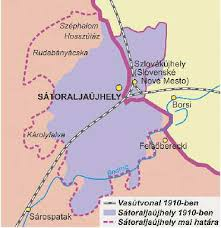 Széphalom
Hosszúláz
Rudabányácska
Szlovákújhely
(Slovenské
Nové Mesto)
SÁTORALJAÚJHELY
Borsi
Károlyfalva
Felsőberecki
Bodrog
Sárospatak
Vasútvonal 1910-ben
Sátoraljaújhely 1910-ben
Sátoraljaújhely mai határa